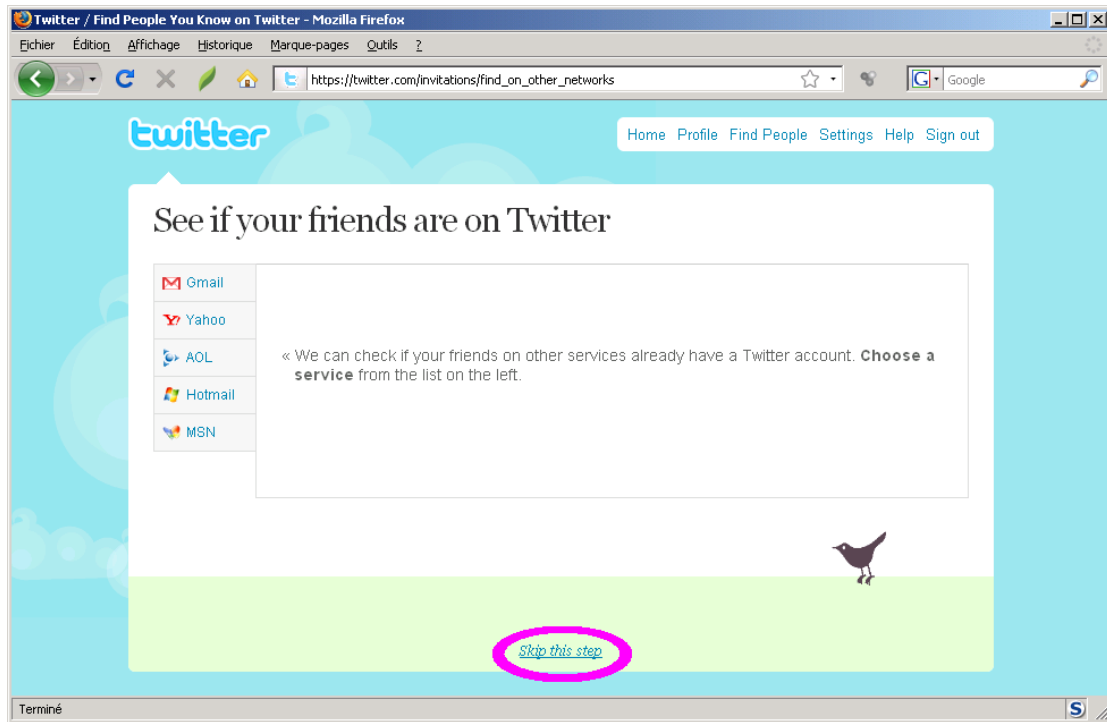 Twitter / Find People You Know on Twitter - Mozilla Firefox
Fichier Édition Affichage Historique Marque-pages Outils ?
https://twitter.com/invitations/find_on_other_networks
G Google
twitter
Home Profile Find People Settings Help Sign out
See if your friends are on Twitter
Gmail
Yahoo
AOL
Hotmail
MSN
« We can check if your friends on other services already have a Twitter account. Choose a
service from the list on the left.
Skip this step
Terminé
S